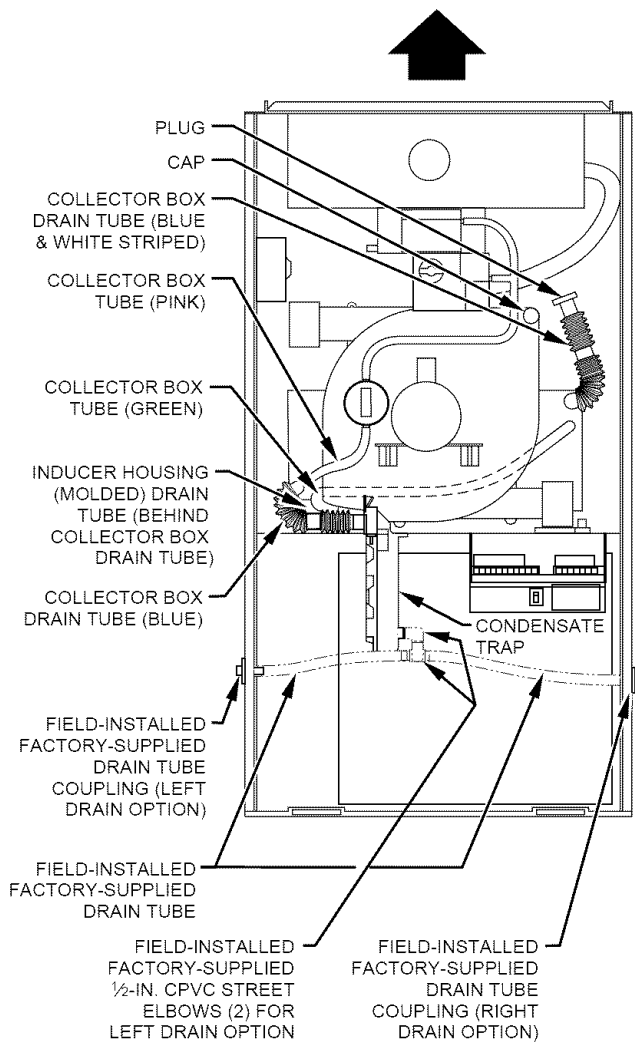 PLUG
CAP
COLLECTOR BOX
DRAIN TUBE (BLUE
& WHITE STRIPED)
COLLECTOR BOX
TUBE (PINK)
COLLECTOR BOX
TUBE (GREEN)
INDUCER HOUSING
(MOLDED) DRAIN
TUBE (BEHIND
COLLECTOR BOX
DRAIN TUBE)
COLLECTOR BOX
DRAIN TUBE (BLUE)
CONDENSATE
TRAP
FIELD-INSTALLED
FACTORY-SUPPLIED
DRAIN TUBE
COUPLING (LEFT
DRAIN OPTION)
FIELD-INSTALLED
FACTORY-SUPPLIED
DRAIN TUBE
FIELD-INSTALLED
FACTORY-SUPPLIED
½-IN. CPVC STREET
ELBOWS (2) FOR
LEFT DRAIN OPTION
FIELD-INSTALLED
FACTORY-SUPPLIED
DRAIN TUBE
COUPLING (RIGHT
DRAIN OPTION)